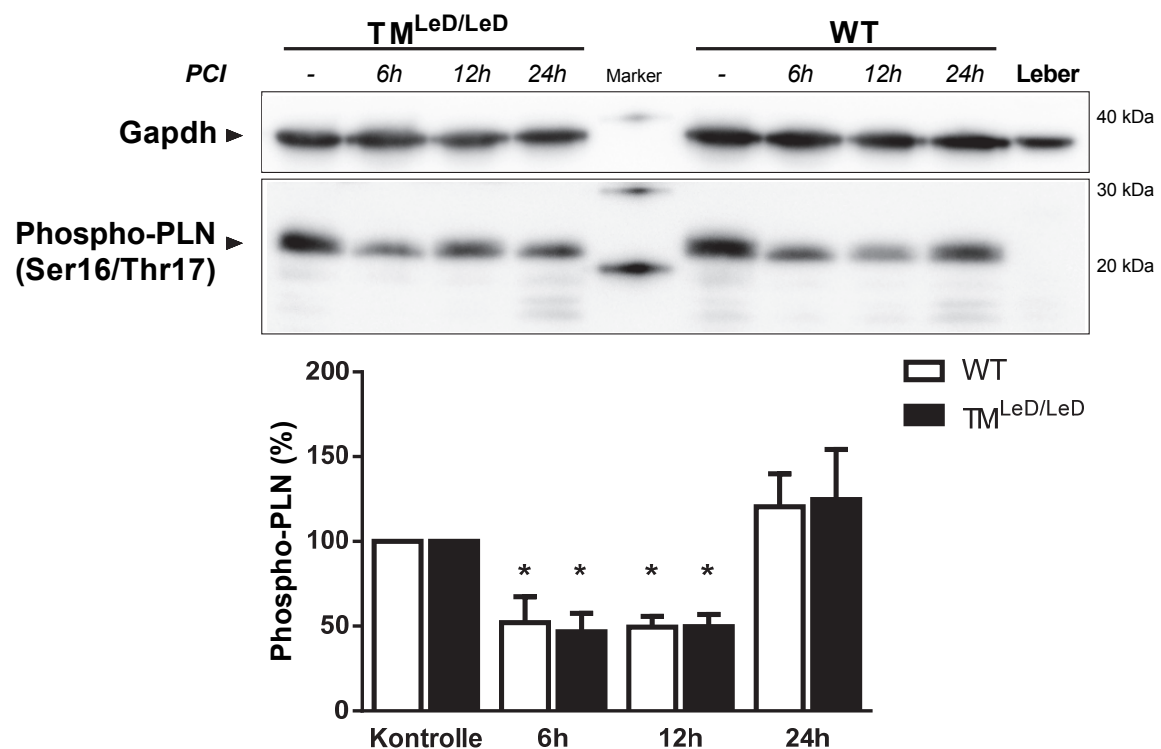 TM^LeD/LeD WT
PCI - 6h 12h 24h Marker - 6h 12h 24h Leber
Gapdh
40 kDa
30 kDa
Phospho-PLN
(Ser16/Thr17)
20 kDa
WT
TM^LeD/LeD
Phospho-PLN (%)
200
150
100
50
0
* * * *
Kontrolle 6h 12h 24h